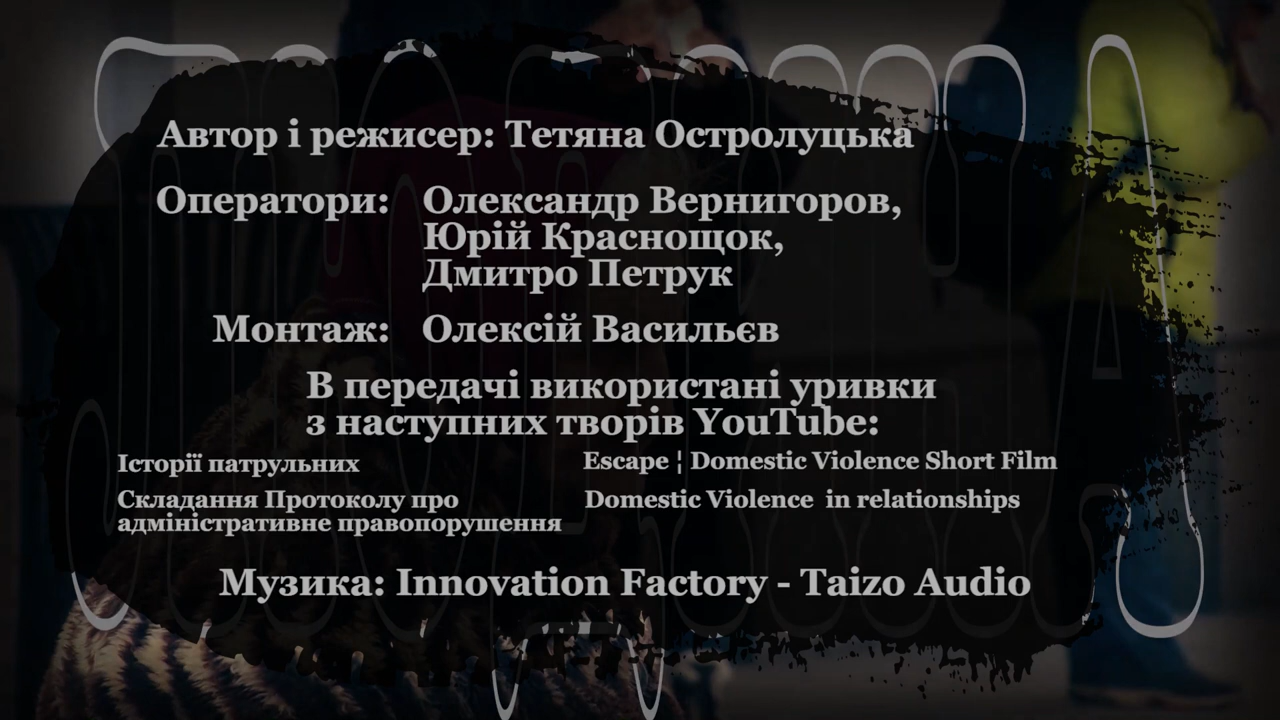 Автор і режисер: Тетяна Остролуцька
Оператори: Олександр Вернигоров,
Юрій Краснощок,
Дмитро Петрук
Монтаж: Олексій Васильєв
В передачі використані уривки
з наступних творів YouTube:
Історії патрульних
Escape ¦ Domestic Violence Short Film
Складання Протоколу про
адміністративне правопорушення
Domestic Violence in relationships
Музика: Innovation Factory - Taizo Audio